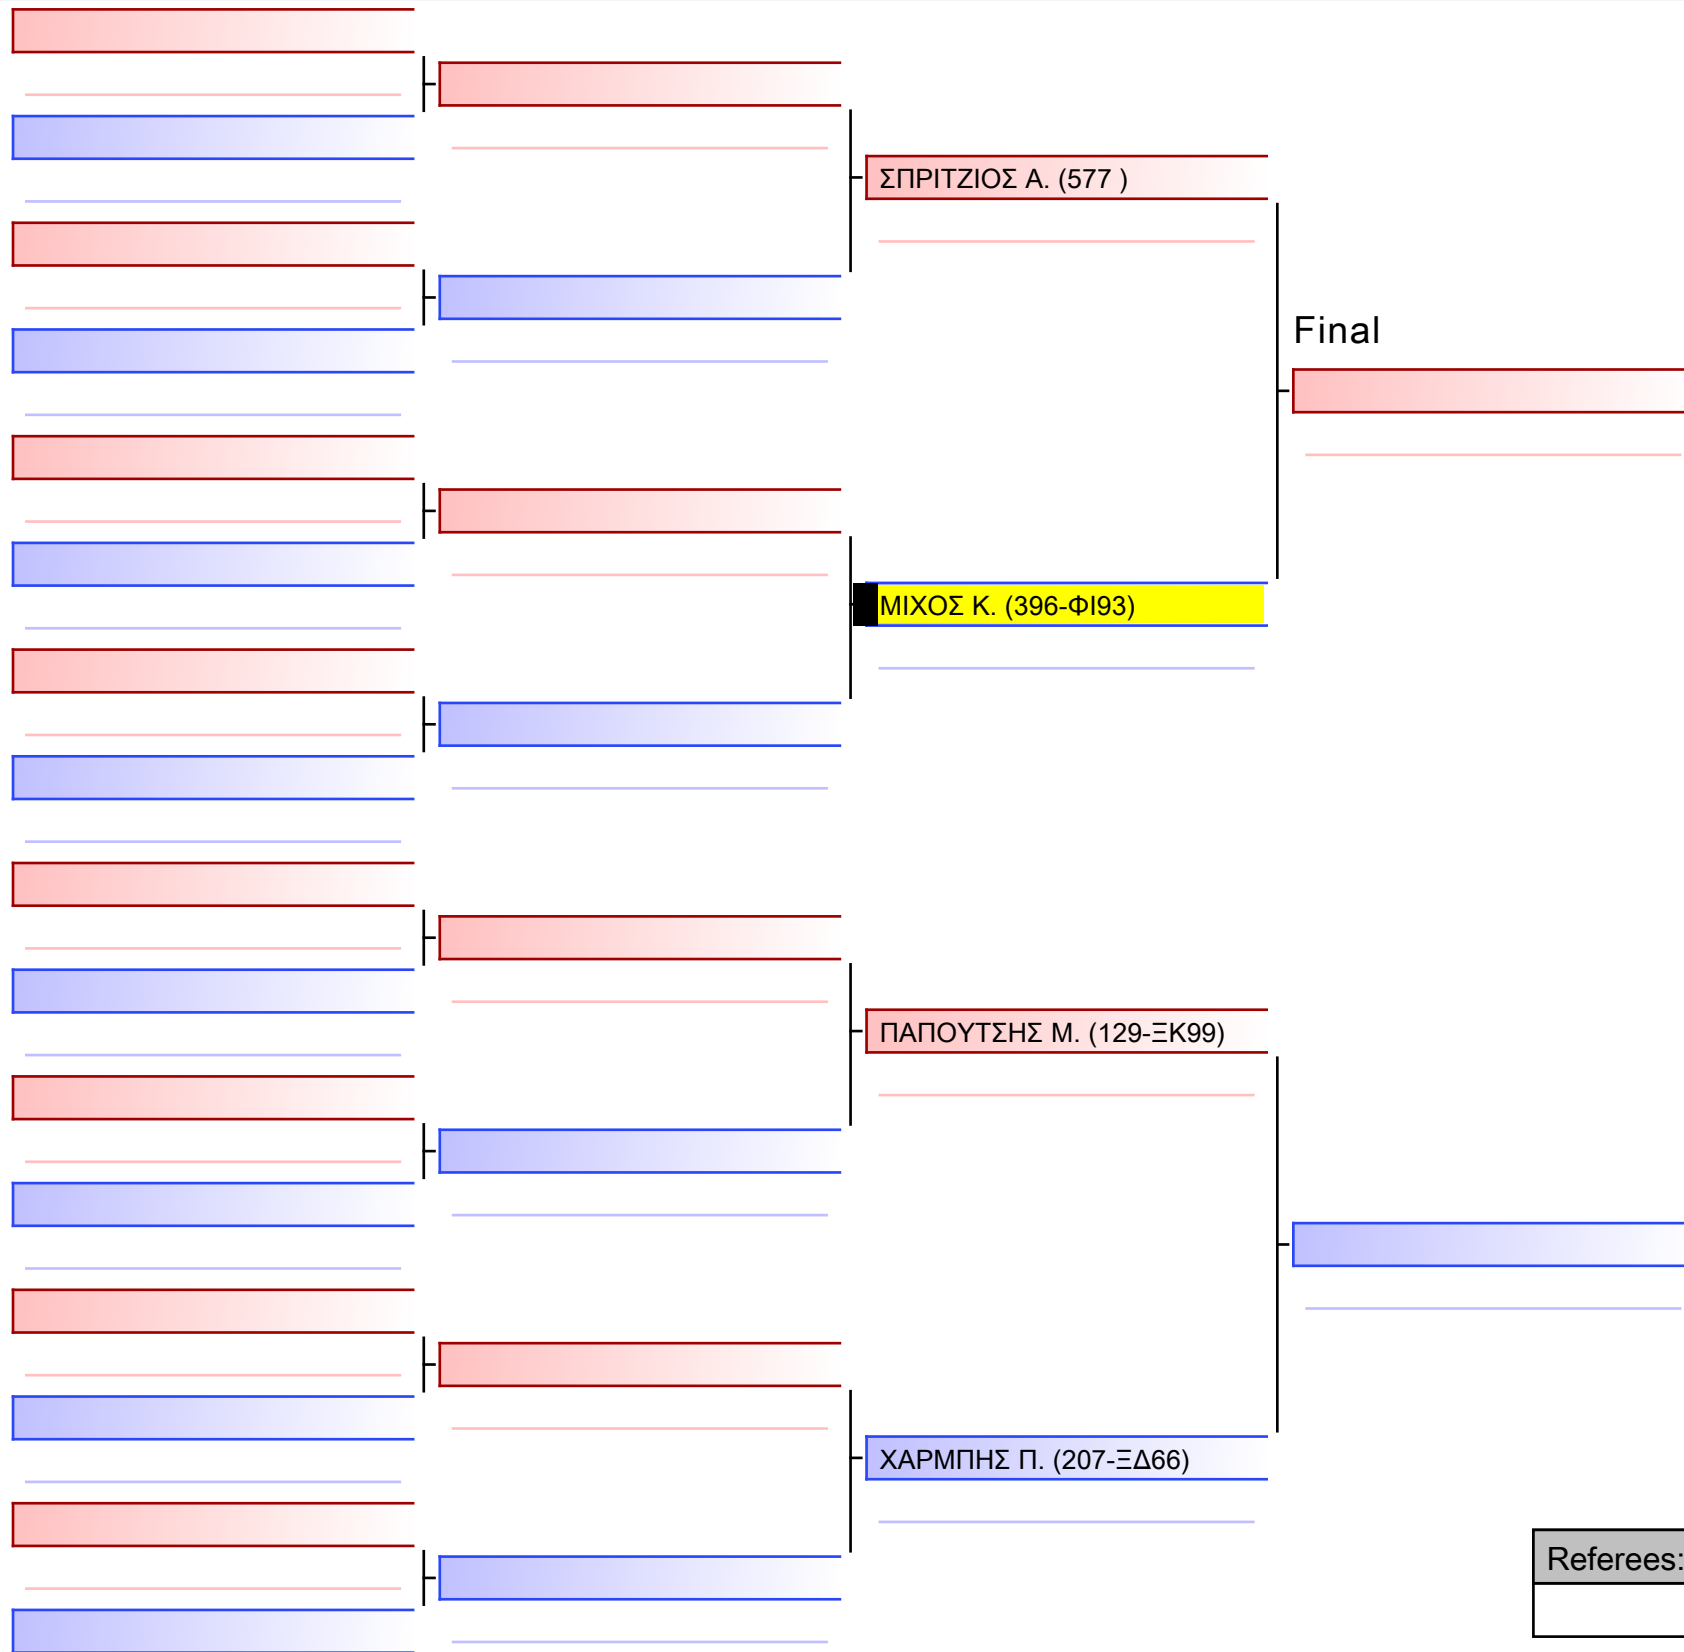 ΣΠΡΙΤΖΙΟΣ Α. (577 )
Final
ΜΙΧΟΣ Κ. (396-ΦΙ93)
ΠΑΠΟΥΤΣΗΣ Μ. (129-ΞΚ99)
ΧΑΡΜΠΗΣ Π. (207-ΞΔ66)
Referees: